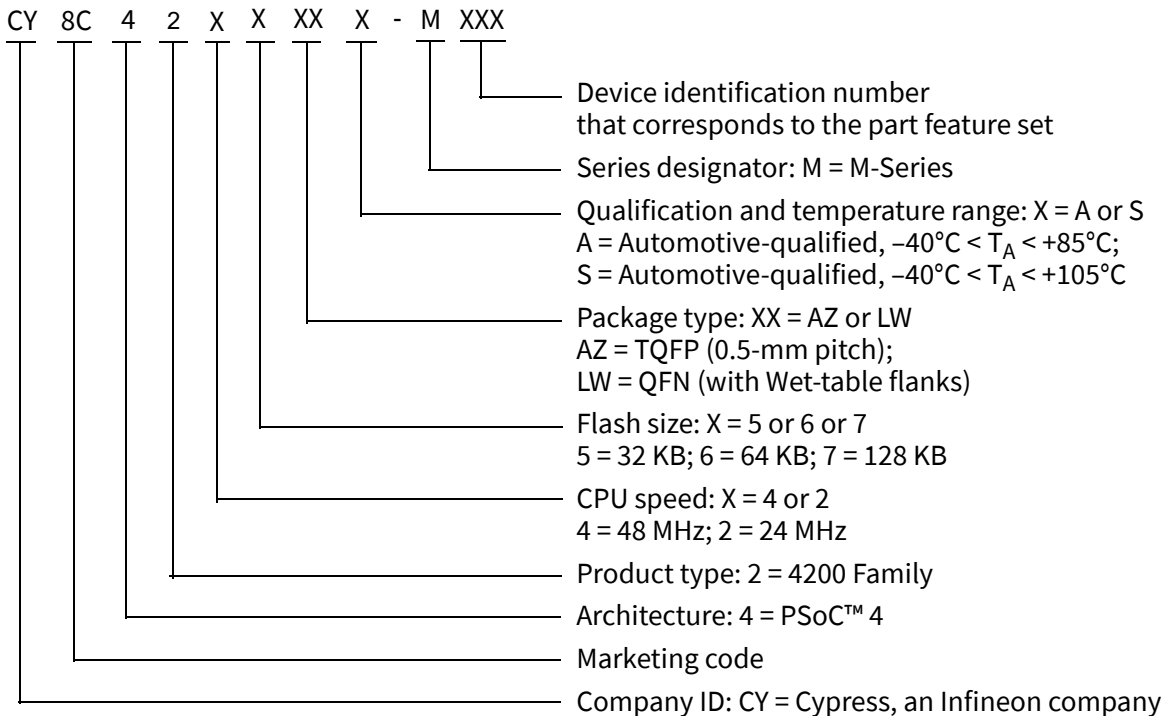 CY 8C 4 2 X X XX X - M XXX
Device identification number
that corresponds to the part feature set
Series designator: M = M-Series
Qualification and temperature range: X = A or S
A = Automotive-qualified, –40°C < TA < +85°C;
S = Automotive-qualified, –40°C < TA < +105°C
Package type: XX = AZ or LW
AZ = TQFP (0.5-mm pitch);
LW = QFN (with Wet-table flanks)
Flash size: X = 5 or 6 or 7
5 = 32 KB; 6 = 64 KB; 7 = 128 KB
CPU speed: X = 4 or 2
4 = 48 MHz; 2 = 24 MHz
Product type: 2 = 4200 Family
Architecture: 4 = PSoC™ 4
Marketing code
Company ID: CY = Cypress, an Infineon company